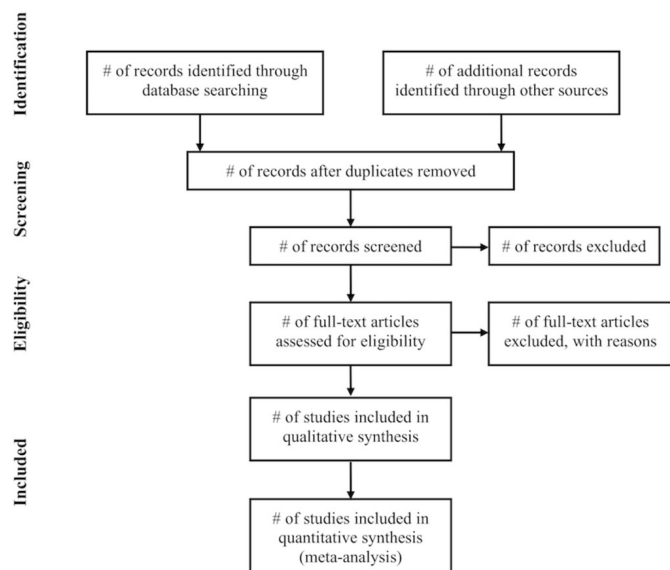 Identification
# of records identified through
database searching
# of additional records
identified through other sources
Screening
# of records after duplicates removed
# of records screened
# of records excluded
Eligibility
# of full-text articles
assessed for eligibility
# of full-text articles
excluded, with reasons
Included
# of studies included in
qualitative synthesis
# of studies included in
quantitative synthesis
(meta-analysis)